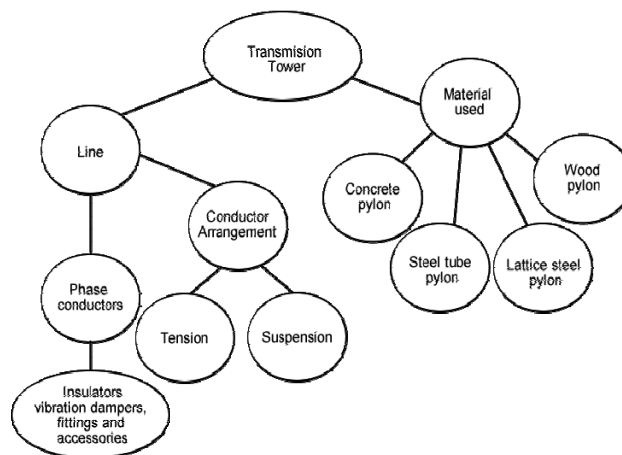 Transmision
Tower
Material
used
Line
Concrete
pylon
Wood
pylon
Conductor
Arrangement
Steel tube
pylon
Lattice steel
pylon
Phase
conductors
Tension
Suspension
Insulators
vibration dampers,
fittings and
accessories